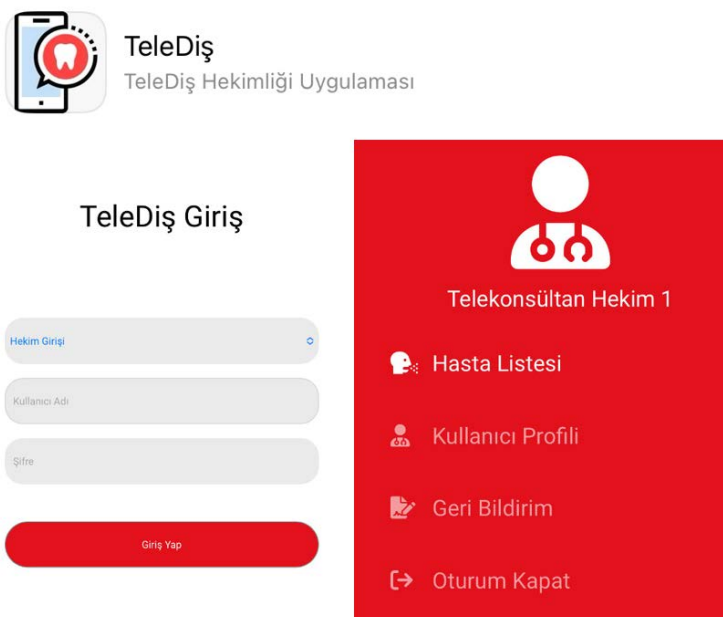 TeleDiş
TeleDiş Hekimliği Uygulaması
TeleDiş Giriş
Hekim Girişi
Kullanıcı Adı
Şifre
Giriş Yap
Telekonsültan Hekim 1
Hasta Listesi
Kullanıcı Profili
Geri Bildirim
Oturum Kapat